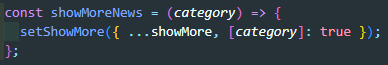 const showMoreNews = (category) => {
  setShowMore({ ...showMore, [category]: true });
};